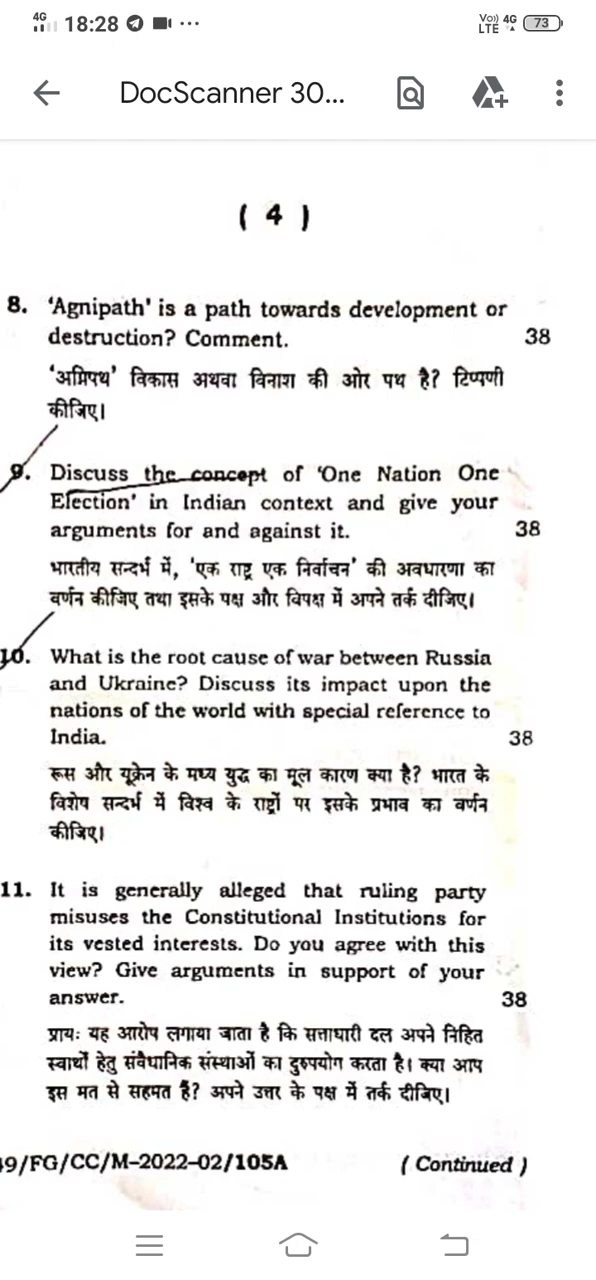 4G 18:28 ... Vo)) 4G 73
LTE
DocScanner 30...
( 4 )
8. ‘Agnipath’ is a path towards development or
destruction? Comment. 38
‘अग्निपथ’ विकास अथवा विनाश की ओर पथ है? टिप्पणी
कीजिए।
9. Discuss the concept of ‘One Nation One
Election’ in Indian context and give your
arguments for and against it. 38
भारतीय सन्दर्भ में, ‘एक राष्ट्र एक निर्वाचन’ की अवधारणा का
वर्णन कीजिए तथा इसके पक्ष और विपक्ष में अपने तर्क दीजिए।
10. What is the root cause of war between Russia
and Ukraine? Discuss its impact upon the
nations of the world with special reference to
India. 38
रूस और यूक्रेन के मध्य युद्ध का मूल कारण क्या है? भारत के
विशेष सन्दर्भ में विश्व के राष्ट्रों पर इसके प्रभाव का वर्णन
कीजिए।
11. It is generally alleged that ruling party
misuses the Constitutional Institutions for
its vested interests. Do you agree with this
view? Give arguments in support of your
answer. 38
प्रायः यह आरोप लगाया जाता है कि सत्ताधारी दल अपने निहित
स्वार्थों हेतु संवैधानिक संस्थाओं का दुरुपयोग करता है। क्या आप
इस मत से सहमत हैं? अपने उत्तर के पक्ष में तर्क दीजिए।
9/FG/CC/M–2022–02/105A ( Continued )